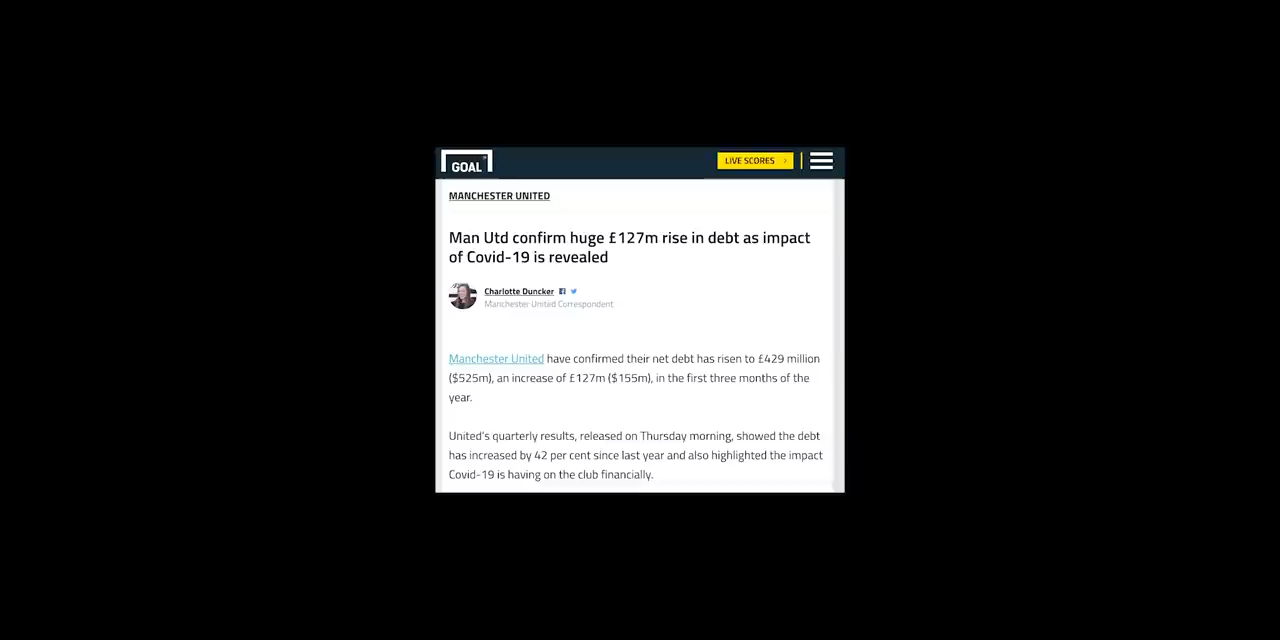 GOAL
LIVE SCORES
MANCHESTER UNITED
Man Utd confirm huge £127m rise in debt as impact
of Covid-19 is revealed
Charlotte Duncker
Manchester United Correspondent
Manchester United have confirmed their net debt has risen to £429 million
($525m), an increase of £127m ($155m), in the first three months of the
year.
United's quarterly results, released on Thursday morning, showed the debt
has increased by 42 per cent since last year and also highlighted the impact
Covid-19 is having on the club financially.